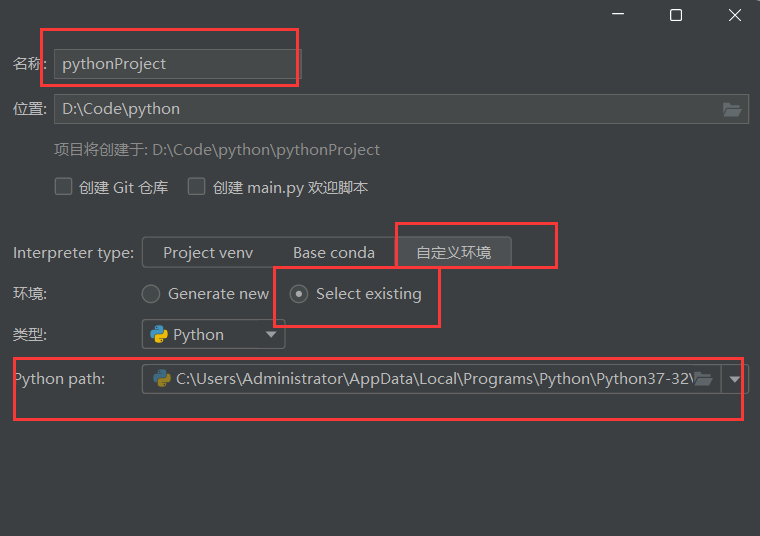 名称: pythonProject
位置: D:\Code\python
项目将创建于: D:\Code\python\pythonProject
创建 Git 仓库 创建 main.py 欢迎脚本
Interpreter type: Project venv Base conda 自定义环境
环境: Generate new Select existing
类型: Python
Python path: C:\Users\Administrator\AppData\Local\Programs\Python\Python37-32\